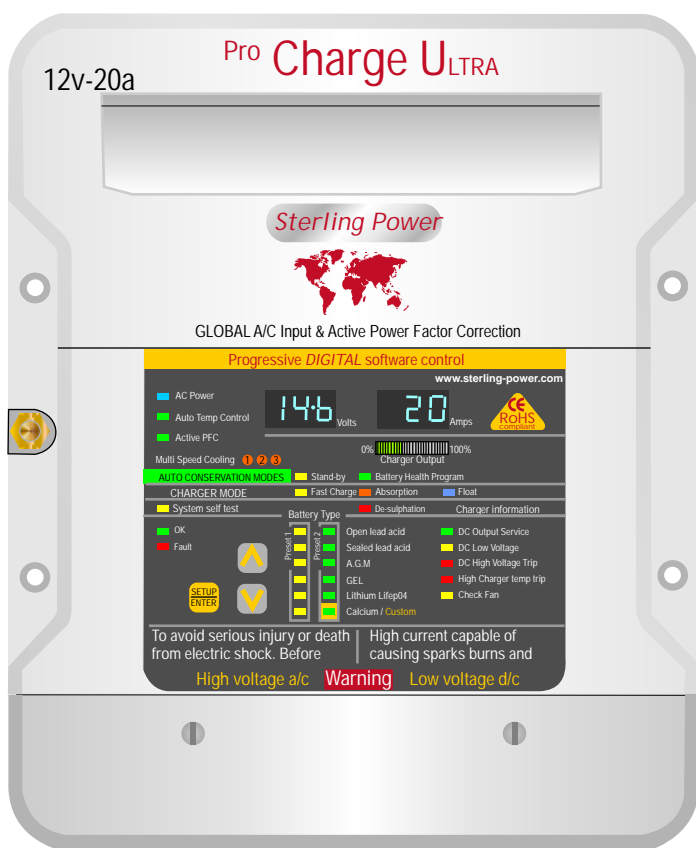 Pro Charge ULTRA
12v-20a
Sterling Power
GLOBAL A/C Input & Active Power Factor Correction
Progressive DIGITAL software control
www.sterling-power.com
AC Power
14.6 Volts
20 Amps
CE
RoHS
compliant
Auto Temp Control
Active PFC
0% 100%
Charger Output
Multi Speed Cooling 1 2 3
AUTO CONSERVATION MODES Stand-by Battery Health Program
CHARGER MODE Fast Charge Absorption Float
System self test Battery Type De-sulphation Charger information
OK
Fault
Preset 1
Preset 2
Open lead acid
Sealed lead acid
A.G.M
GEL
Lithium Lifep04
Calcium / Custom
DC Output Service
DC Low Voltage
DC High Voltage Trip
High Charger temp trip
Check Fan
SETUP
ENTER
To avoid serious injury or death
from electric shock. Before
High current capable of
causing sparks burns and
High voltage a/c Warning Low voltage d/c